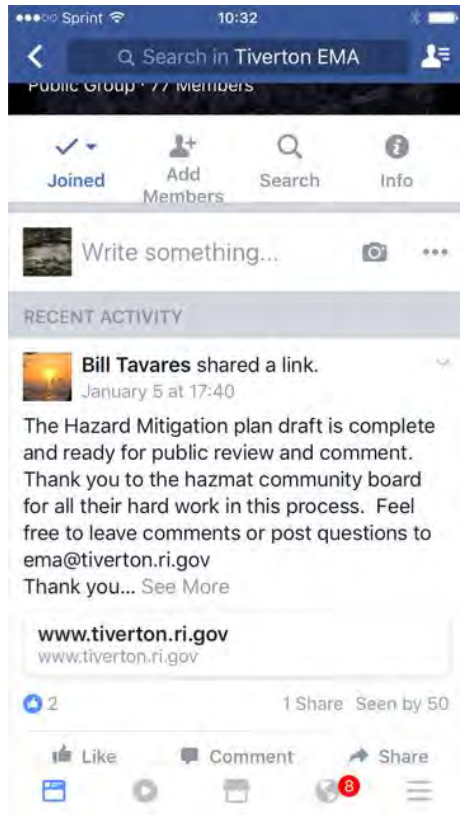 Sprint 10:32
Search in Tiverton EMA
Public Group · 77 Members
Joined
Add Members
Search
Info
Write something...
RECENT ACTIVITY
Bill Tavares shared a link.
January 5 at 17:40
The Hazard Mitigation plan draft is complete
and ready for public review and comment.
Thank you to the hazmat community board
for all their hard work in this process.  Feel
free to leave comments or post questions to
ema@tiverton.ri.gov
Thank you... See More
www.tiverton.ri.gov
www.tiverton.ri.gov
2 1 Share Seen by 50
Like Comment Share
8